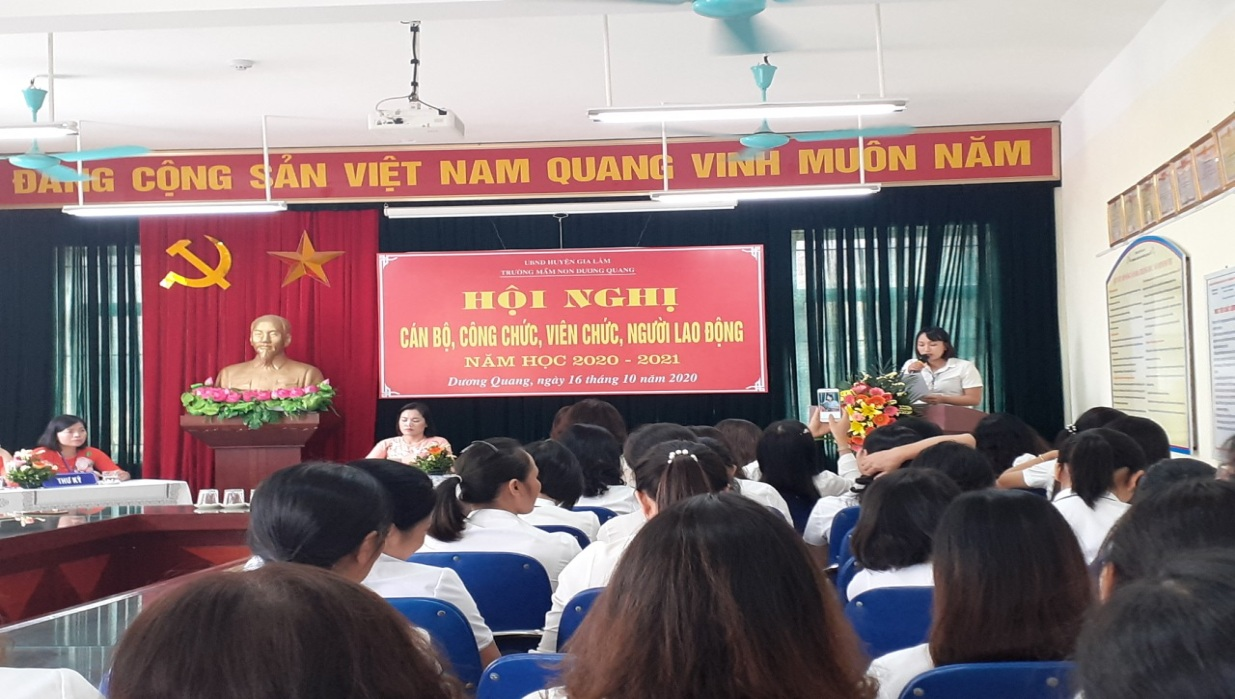 ĐẢNG CỘNG SẢN VIỆT NAM QUANG VINH MUÔN NĂM
UBND HUYỆN GIA LÂM
TRƯỜNG MẦM NON DƯƠNG QUANG
HỘI NGHỊ
CÁN BỘ, CÔNG CHỨC, VIÊN CHỨC, NGƯỜI LAO ĐỘNG
NĂM HỌC 2020 - 2021
Dương Quang, ngày 16 tháng 10 năm 2020
THƯ KÝ